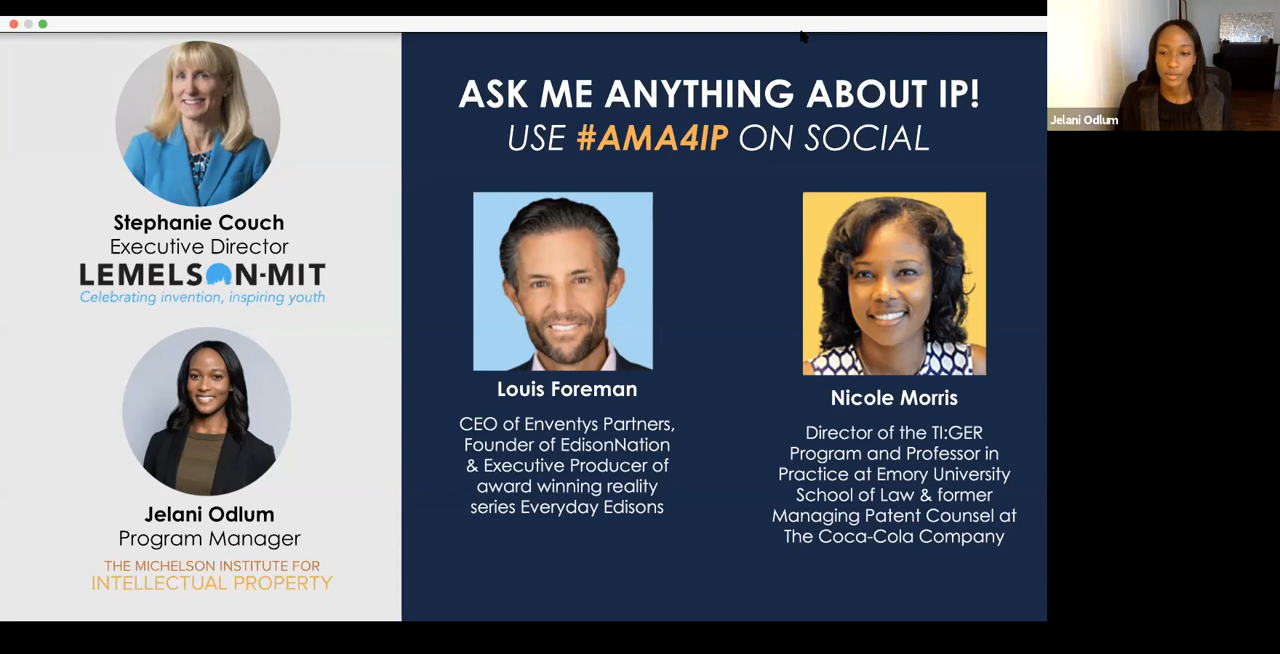 Stephanie Couch
Executive Director
LEMELSON-MIT
Celebrating invention, inspiring youth
Jelani Odlum
Program Manager
THE MICHELSON INSTITUTE FOR
INTELLECTUAL PROPERTY
ASK ME ANYTHING ABOUT IP!
USE #AMA4IP ON SOCIAL
Louis Foreman
CEO of Enventys Partners,
Founder of EdisonNation
& Executive Producer of
award winning reality
series Everyday Edisons
Nicole Morris
Director of the TI:GER
Program and Professor in
Practice at Emory University
School of Law & former
Managing Patent Counsel at
The Coca-Cola Company
Jelani Odlum